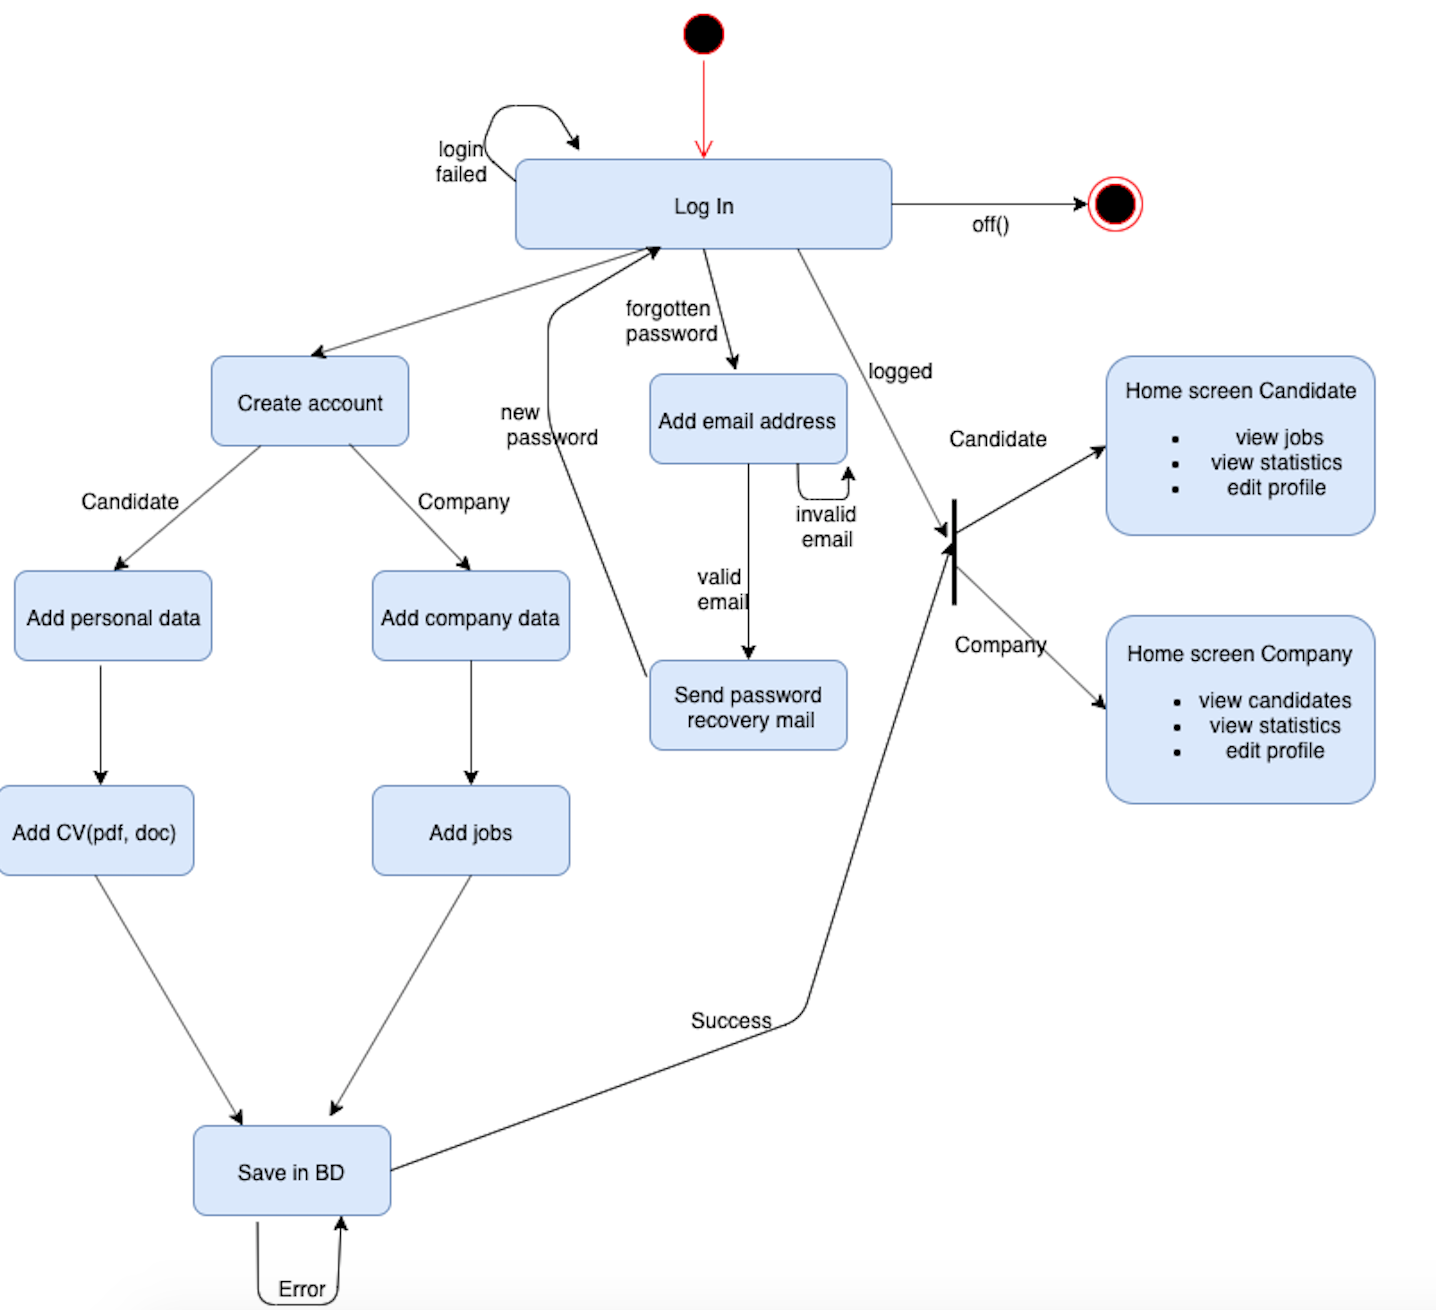 login
failed
Log In
off()
forgotten
password
logged
Create account
new
password
Add email address
Home screen Candidate
• view jobs
• view statistics
• edit profile
Candidate
Candidate
Company
invalid
email
valid
email
Add personal data
Add company data
Company
Home screen Company
• view candidates
• view statistics
• edit profile
Send password
recovery mail
Add CV(pdf, doc)
Add jobs
Success
Save in BD
Error